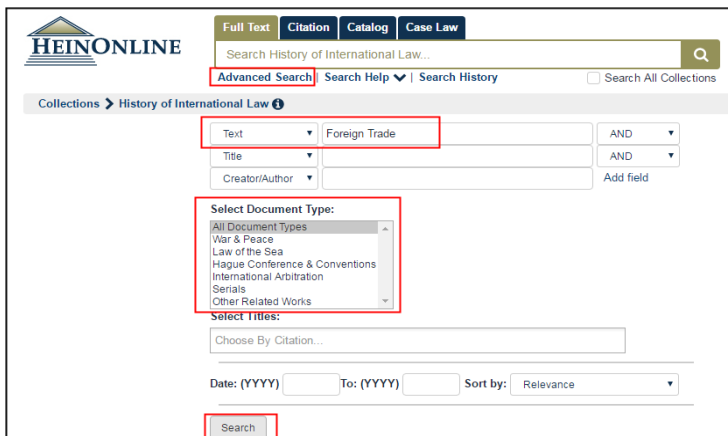 HEINONLINE
Full Text Citation Catalog Case Law
Search History of International Law...
Advanced Search | Search Help | Search History Search All Collections
Collections > History of International Law
Text Foreign Trade AND
Title AND
Creator/Author Add field
Select Document Type:
All Document Types
War & Peace
Law of the Sea
Hague Conference & Conventions
International Arbitration
Serials
Other Related Works
Select Titles:
Choose By Citation...
Date: (YYYY) To: (YYYY) Sort by: Relevance
Search